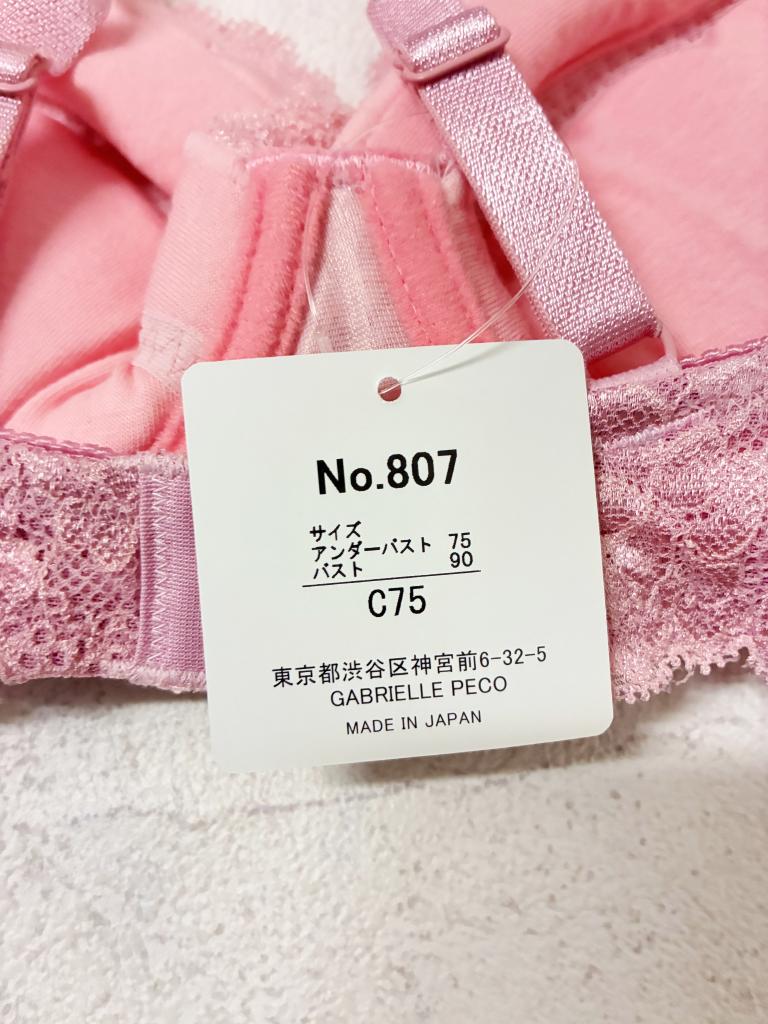 No.807
サイズ
アンダーバスト 75
バスト 90
C75
東京都渋谷区神宮前6-32-5
GABRIELLE PECO
MADE IN JAPAN